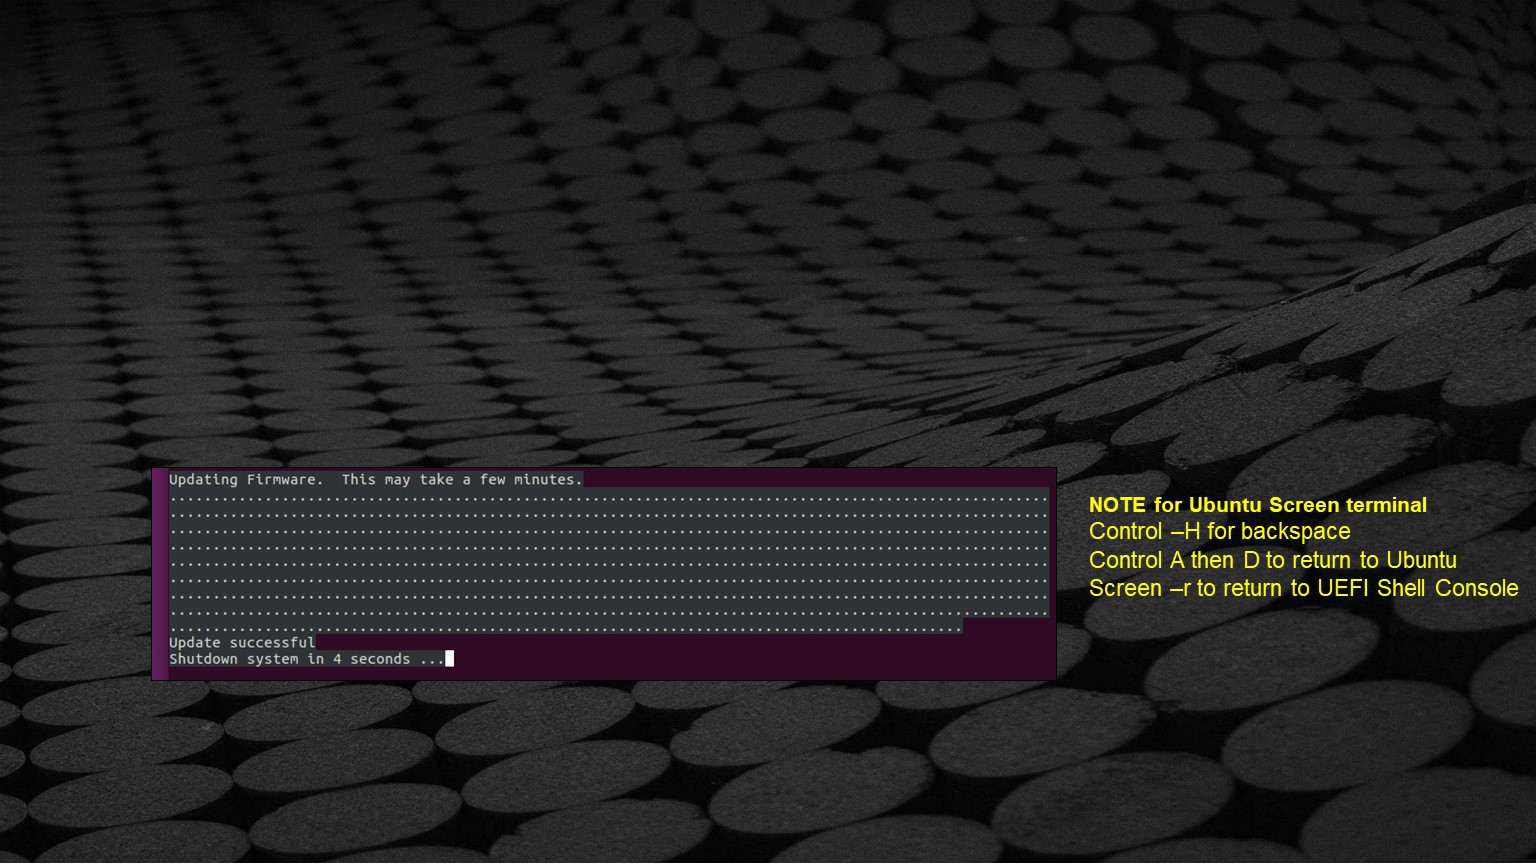 Updating Firmware.  This may take a few minutes.
......................................................................................................
......................................................................................................
......................................................................................................
......................................................................................................
......................................................................................................
......................................................................................................
......................................................................................................
......................................................................................................
............................................................................................
Update successful
Shutdown system in 4 seconds ...
NOTE for Ubuntu Screen terminal
Control –H for backspace
Control A then D to return to Ubuntu
Screen –r to return to UEFI Shell Console